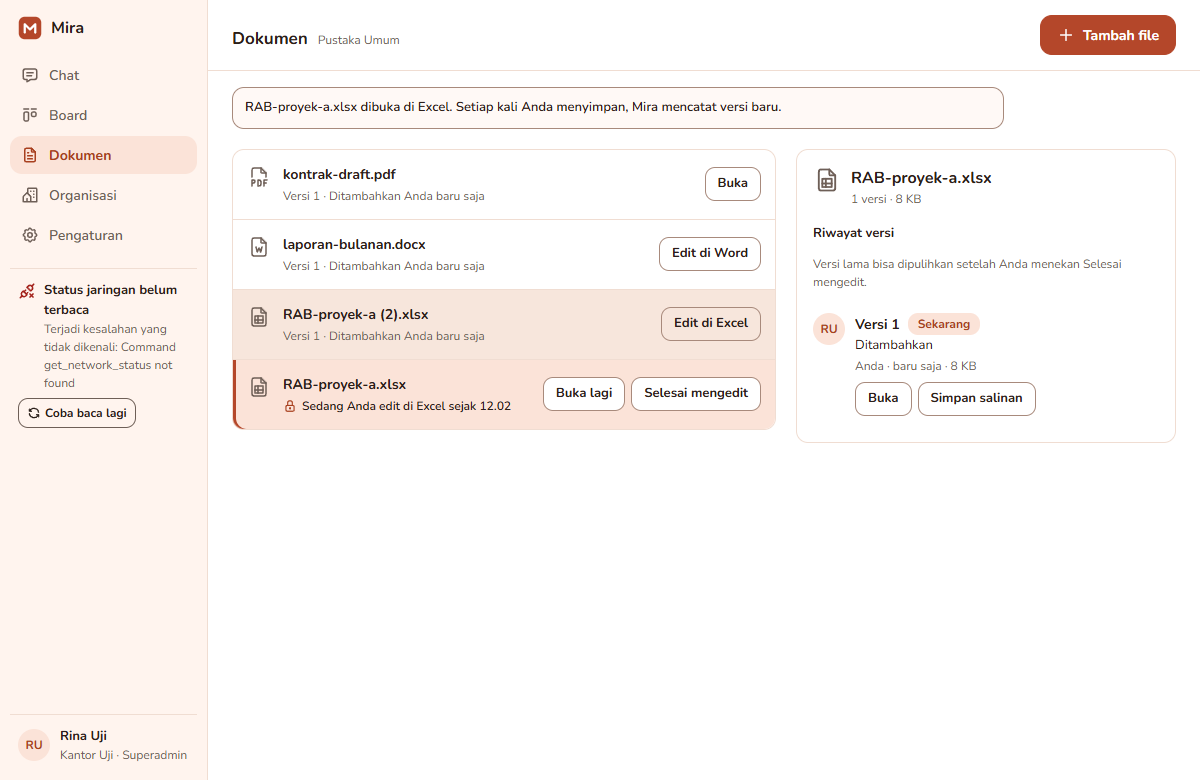 Mira
Chat
Board
Dokumen
Organisasi
Pengaturan
Status jaringan belum
terbaca
Terjadi kesalahan yang
tidak dikenali: Command
get_network_status not
found
Coba baca lagi
RU
Rina Uji
Kantor Uji · Superadmin
Dokumen Pustaka Umum
+ Tambah file
RAB-proyek-a.xlsx dibuka di Excel. Setiap kali Anda menyimpan, Mira mencatat versi baru.
PDF
kontrak-draft.pdf
Versi 1 · Ditambahkan Anda baru saja
Buka
W
laporan-bulanan.docx
Versi 1 · Ditambahkan Anda baru saja
Edit di Word
RAB-proyek-a (2).xlsx
Versi 1 · Ditambahkan Anda baru saja
Edit di Excel
RAB-proyek-a.xlsx
Sedang Anda edit di Excel sejak 12.02
Buka lagi
Selesai mengedit
RAB-proyek-a.xlsx
1 versi · 8 KB
Riwayat versi
Versi lama bisa dipulihkan setelah Anda menekan Selesai
mengedit.
RU
Versi 1 Sekarang
Ditambahkan
Anda · baru saja · 8 KB
Buka
Simpan salinan